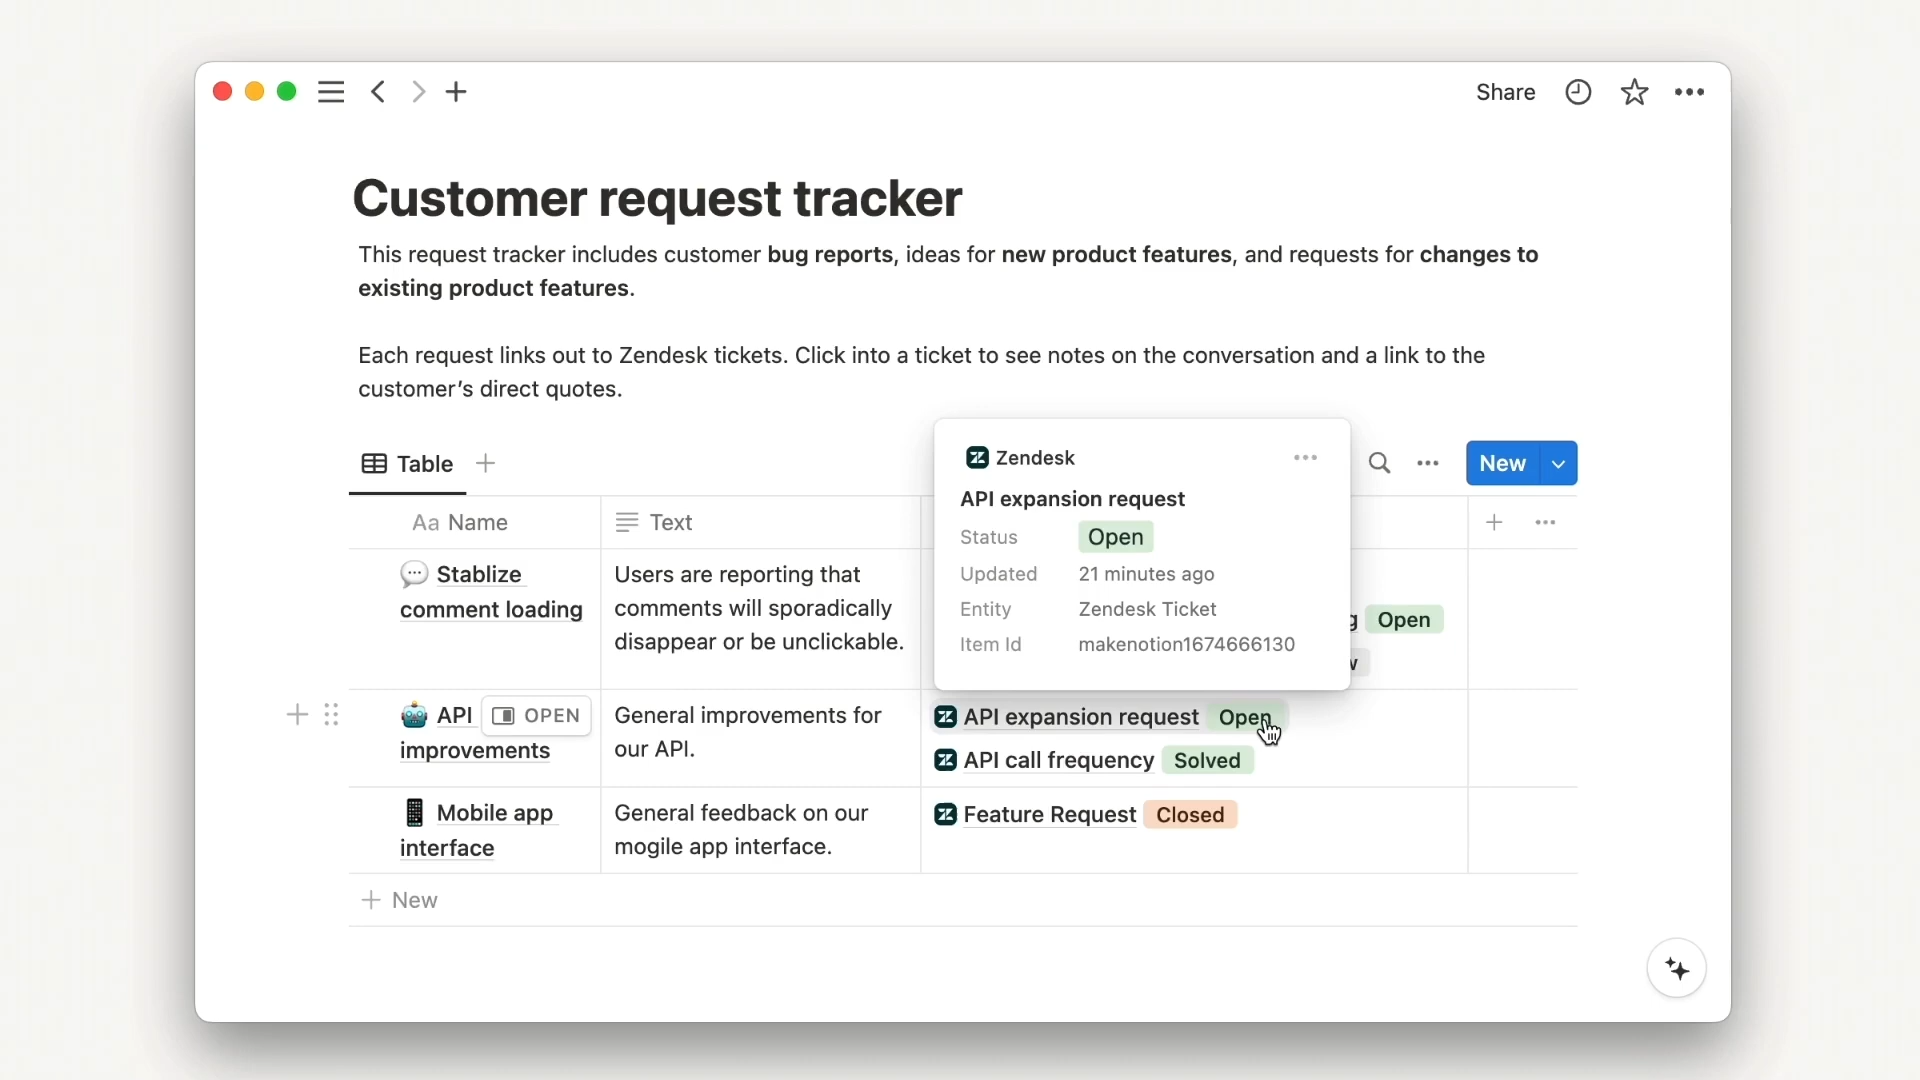 Share
Customer request tracker
This request tracker includes customer bug reports, ideas for new product features, and requests for changes to
existing product features.
Each request links out to Zendesk tickets. Click into a ticket to see notes on the conversation and a link to the
customer's direct quotes.
Table
New
Zendesk
API expansion request
Status Open
Updated 21 minutes ago
Entity Zendesk Ticket
Item Id makenotion1674666130
Aa Name
Text
Stablize
comment loading
Users are reporting that
comments will sporadically
disappear or be unclickable.
Open
API OPEN
improvements
General improvements for
our API.
API expansion request Open
API call frequency Solved
Mobile app
interface
General feedback on our
mogile app interface.
Feature Request Closed
New